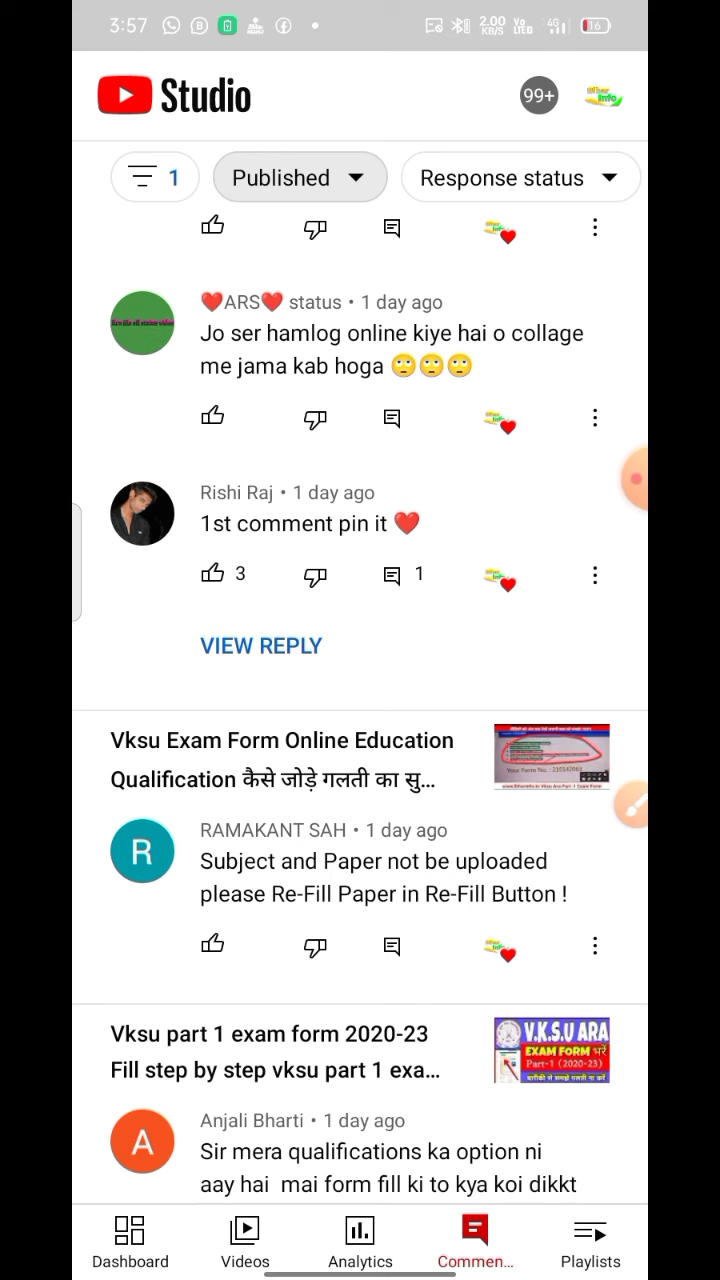 3:57
2.00 KB/S
4G
16
Studio
99+
1
Published
Response status
❤️ARS❤️ status • 1 day ago
Jo ser hamlog online kiye hai o collage
me jama kab hoga 🙄🙄🙄
Rishi Raj • 1 day ago
1st comment pin it ❤️
3
1
VIEW REPLY
Vksu Exam Form Online Education
Qualification कैसे जोड़े गलती का सु...
R
RAMAKANT SAH • 1 day ago
Subject and Paper not be uploaded
please Re-Fill Paper in Re-Fill Button !
Vksu part 1 exam form 2020-23
Fill step by step vksu part 1 exa...
V.K.S.U ARA
EXAM FORM भरें
Part-1 (2020-23)
A
Anjali Bharti • 1 day ago
Sir mera qualifications ka option ni
aay hai mai form fill ki to kya koi dikkt
Dashboard
Videos
Analytics
Commen...
Playlists